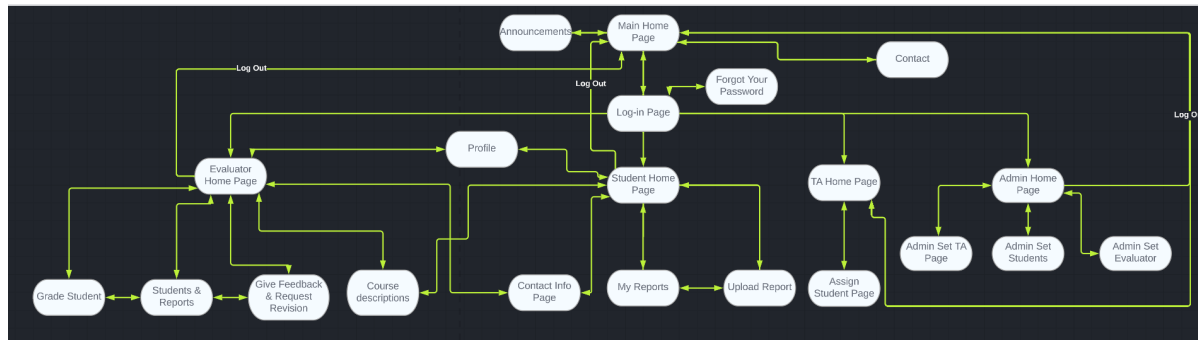 Announcements
Main Home
Page
Contact
Log Out
Log Out
Forgot Your
Password
Log-in Page
Log O
Profile
Evaluator
Home Page
Student Home
Page
TA Home Page
Admin Home
Page
Admin Set TA
Page
Admin Set
Students
Admin Set
Evaluator
Grade Student
Students &
Reports
Give Feedback
& Request
Revision
Course
descriptions
Contact Info
Page
My Reports
Upload Report
Assign
Student Page